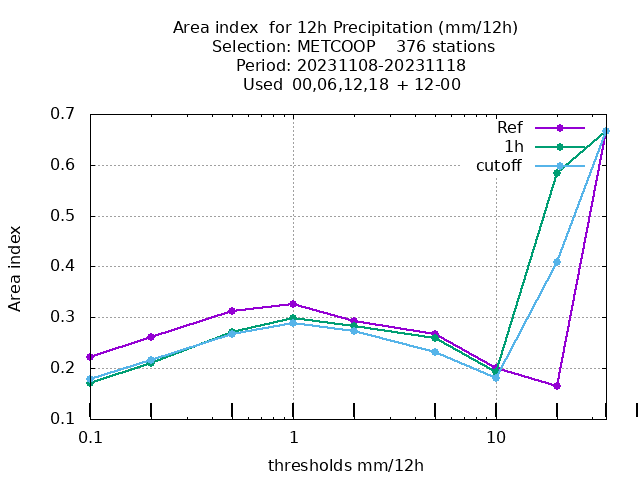 Area index  for 12h Precipitation (mm/12h)
Selection: METCOOP    376 stations
Period: 20231108-20231118
Used  00,06,12,18  + 12-00
Ref
1h
cutoff
0.7
0.6
0.5
0.4
0.3
0.2
0.1
Area index
0.1
1
10
thresholds mm/12h